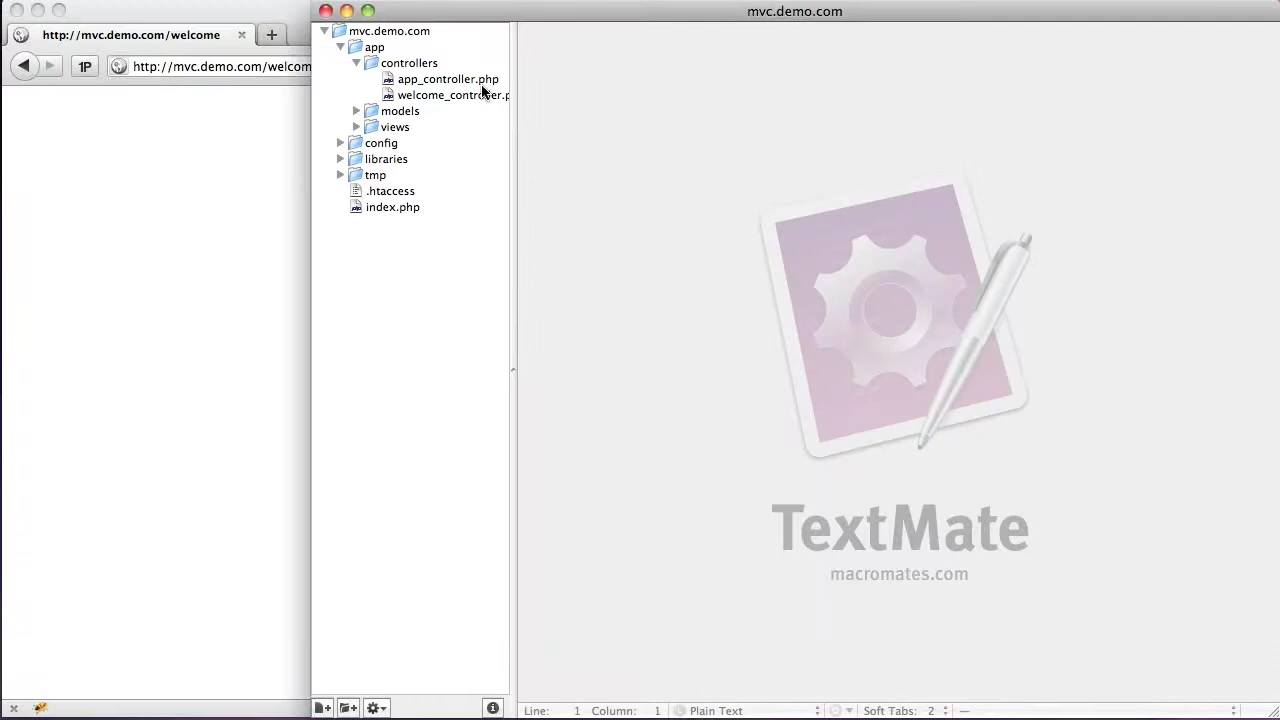 http://mvc.demo.com/welcome
1P
http://mvc.demo.com/welcom
mvc.demo.com
mvc.demo.com
app
controllers
app_controller.php
welcome_controller.p
models
views
config
libraries
tmp
.htaccess
index.php
TextMate
macromates.com
Line: 1 Column: 1 Plain Text Soft Tabs: 2 —